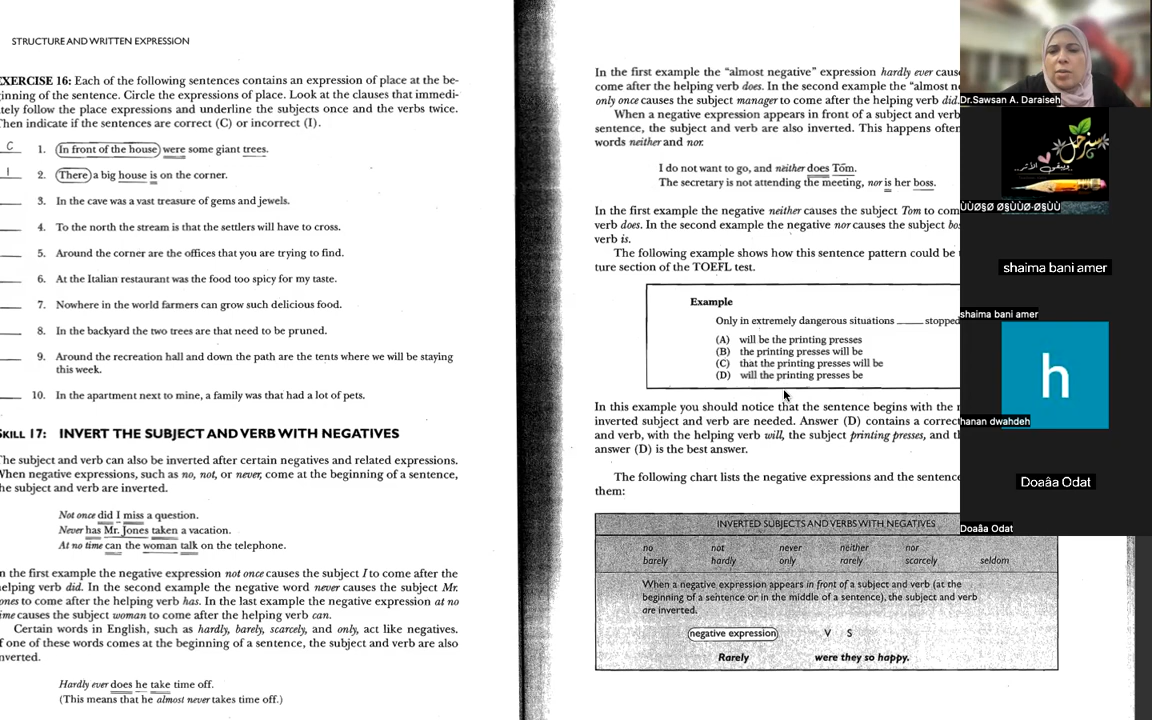 STRUCTURE AND WRITTEN EXPRESSION
EXERCISE 16: Each of the following sentences contains an expression of place at the be-
ginning of the sentence. Circle the expressions of place. Look at the clauses that immedi-
ately follow the place expressions and underline the subjects once and the verbs twice.
Then indicate if the sentences are correct (C) or incorrect (I).
C 1. In front of the house were some giant trees.
I 2. There a big house is on the corner.
3. In the cave was a vast treasure of gems and jewels.
4. To the north the stream is that the settlers will have to cross.
5. Around the corner are the offices that you are trying to find.
6. At the Italian restaurant was the food too spicy for my taste.
7. Nowhere in the world farmers can grow such delicious food.
8. In the backyard the two trees are that need to be pruned.
9. Around the recreation hall and down the path are the tents where we will be staying
this week.
10. In the apartment next to mine, a family was that had a lot of pets.
SKILL 17: INVERT THE SUBJECT AND VERB WITH NEGATIVES
The subject and verb can also be inverted after certain negatives and related expressions.
When negative expressions, such as no, not, or never, come at the beginning of a sentence,
the subject and verb are inverted.
Not once did I miss a question.
Never has Mr. Jones taken a vacation.
At no time can the woman talk on the telephone.
In the first example the negative expression not once causes the subject I to come after the
helping verb did. In the second example the negative word never causes the subject Mr.
Jones to come after the helping verb has. In the last example the negative expression at no
time causes the subject woman to come after the helping verb can.
Certain words in English, such as hardly, barely, scarcely, and only, act like negatives.
If one of these words comes at the beginning of a sentence, the subject and verb are also
inverted.
Hardly ever does he take time off.
(This means that he almost never takes time off.)
In the first example the "almost negative" expression hardly ever caus
come after the helping verb does. In the second example the "almost n
only once causes the subject manager to come after the helping verb did
When a negative expression appears in front of a subject and verb
sentence, the subject and verb are also inverted. This happens often
words neither and nor.
I do not want to go, and neither does Tom.
The secretary is not attending the meeting, nor is her boss.
In the first example the negative neither causes the subject Tom to com
verb does. In the second example the negative nor causes the subject bo
verb is.
The following example shows how this sentence pattern could be
ture section of the TOEFL test.
Example
Only in extremely dangerous situations _____ stopped
(A) will be the printing presses
(B) the printing presses will be
(C) that the printing presses will be
(D) will the printing presses be
In this example you should notice that the sentence begins with the
inverted subject and verb are needed. Answer (D) contains a correc
and verb, with the helping verb will, the subject printing presses, and
answer (D) is the best answer.
The following chart lists the negative expressions and the sentence
them:
INVERTED SUBJECTS AND VERBS WITH NEGATIVES
no not never neither nor
barely hardly only rarely scarcely seldom
When a negative expression appears in front of a subject and verb (at the
beginning of a sentence or in the middle of a sentence), the subject and verb
are inverted.
negative expression V S
Rarely were they so happy.
Dr.Sawsan A. Daraiseh
shaima bani amer
shaima bani amer
h
hanan dwahdeh
Doaâa Odat
Doaâa Odat